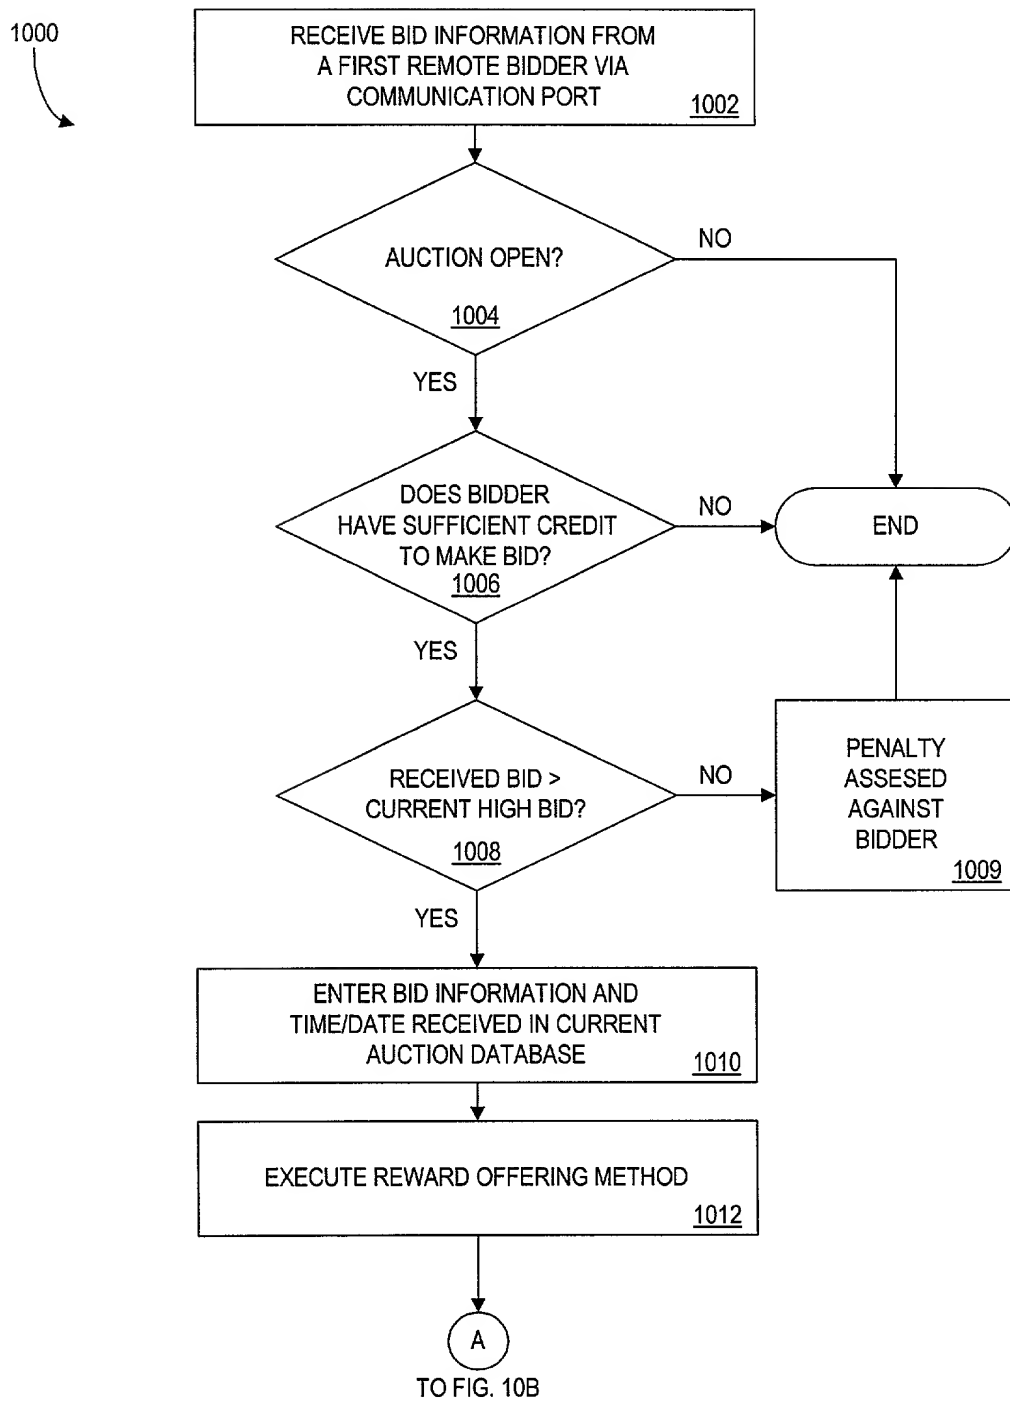 1000
RECEIVE BID INFORMATION FROM
A FIRST REMOTE BIDDER VIA
COMMUNICATION PORT
1002
AUCTION OPEN?
1004
NO
YES
DOES BIDDER
HAVE SUFFICIENT CREDIT
TO MAKE BID?
1006
NO
END
YES
RECEIVED BID >
CURRENT HIGH BID?
1008
NO
PENALTY
ASSESED
AGAINST
BIDDER
1009
YES
ENTER BID INFORMATION AND
TIME/DATE RECEIVED IN CURRENT
AUCTION DATABASE
1010
EXECUTE REWARD OFFERING METHOD
1012
A
TO FIG. 10B